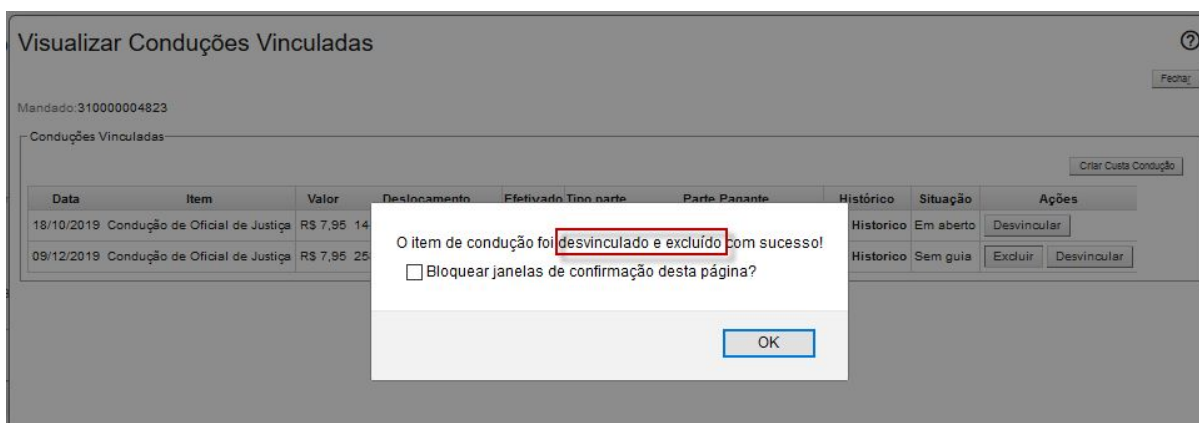 Visualizar Conduções Vinculadas
Fechar
Mandado:310000004823
Conduções Vinculadas
Criar Custa Condução
Data Item Valor Deslocamento Efetivado Tipo parte Parte Pagante Histórico Situação Ações
18/10/2019 Condução de Oficial de Justiça R$ 7,95 14 Historico Em aberto Desvincular
09/12/2019 Condução de Oficial de Justiça R$ 7,95 25 Historico Sem guia Excluir Desvincular
O item de condução foi desvinculado e excluído com sucesso!
Bloquear janelas de confirmação desta página?
OK